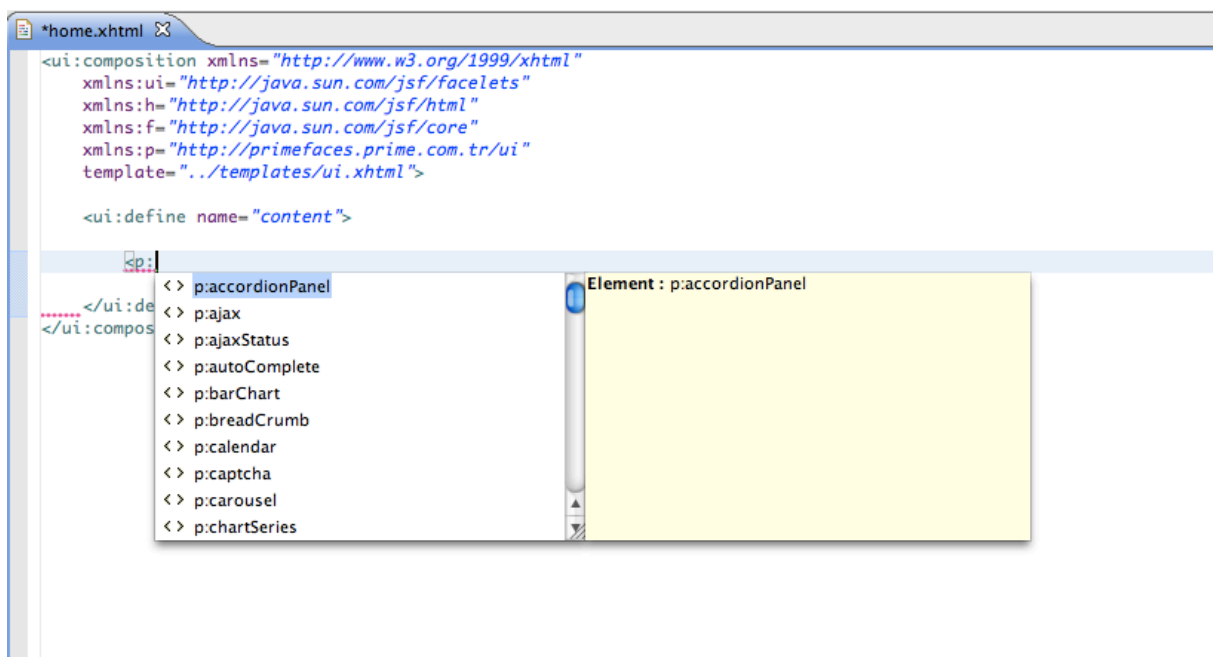 *home.xhtml
<ui:composition xmlns="http://www.w3.org/1999/xhtml"
xmlns:ui="http://java.sun.com/jsf/facelets"
xmlns:h="http://java.sun.com/jsf/html"
xmlns:f="http://java.sun.com/jsf/core"
xmlns:p="http://primefaces.prime.com.tr/ui"
template="../templates/ui.xhtml">
<ui:define name="content">
<p:
</ui:de
</ui:compos
<> p:accordionPanel
<> p:ajax
<> p:ajaxStatus
<> p:autoComplete
<> p:barChart
<> p:breadCrumb
<> p:calendar
<> p:captcha
<> p:carousel
<> p:chartSeries
Element : p:accordionPanel